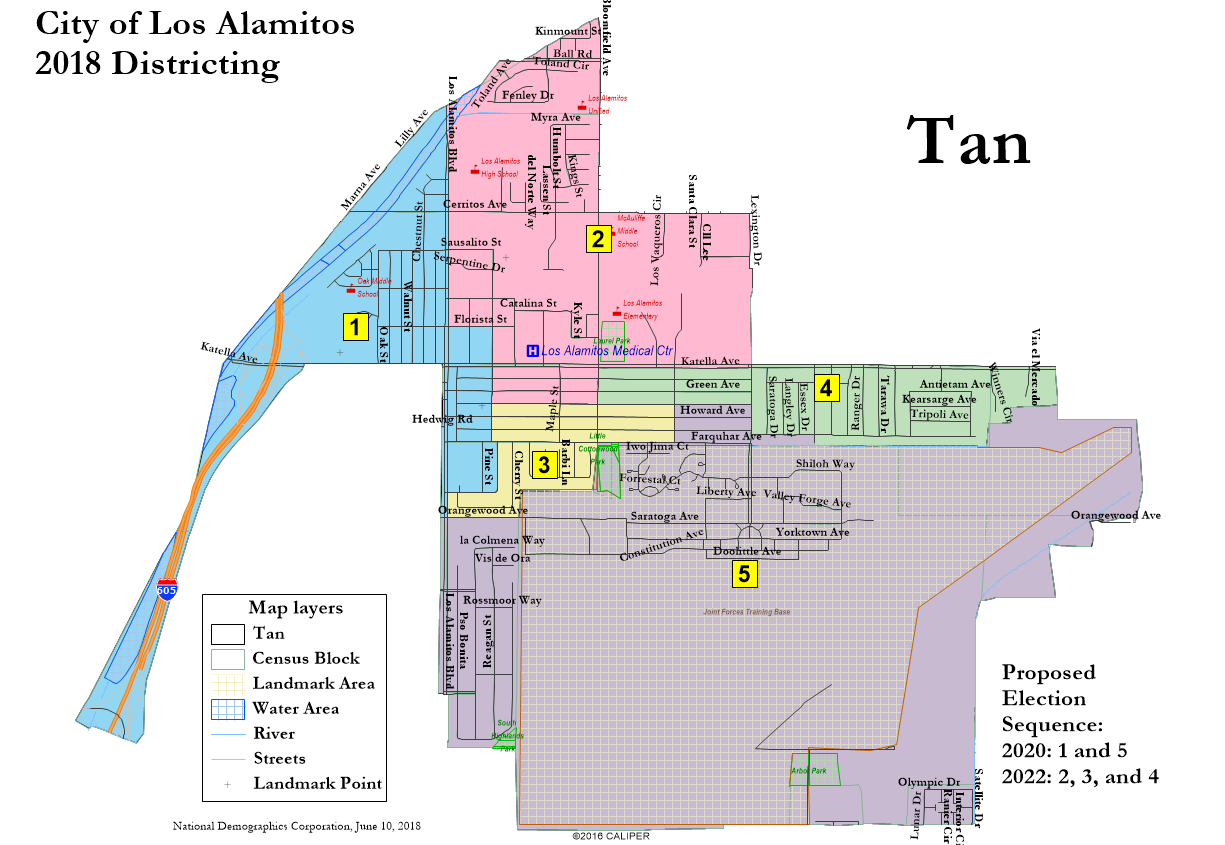 City of Los Alamitos
2018 Districting
Tan
Kinmount St
Bloomfield Ave
Ball Rd
Toland Cir
Toland Ave
Fenley Dr
Los Alamitos Blvd
Los Alamitos
Unified
Lilly Ave
Myra Ave
Humbolt St
Kings St
Los Alamitos
High School
del Norte Way
Lassen St
Marna Ave
Cerritos Ave
Chestnut St
McAuliffe
Middle
School
Los Vaqueros Cir
Santa Clara St
Cll Lee
Lexington Dr
2
Sausalito St
Serpentine Dr
Oak Middle
School
Walnut St
Catalina St
Kyle St
Los Alamitos
Elementary
1
Florista St
Oak St
Laurel Park
Katella Ave
H Los Alamitos Medical Ctr
Katella Ave
Via el Mercado
Winners Cir
Green Ave
4
Saratoga Dr
Langley Dr
Essex Dr
Ranger Dr
Tarawa Dr
Antietam Ave
Kearsarge Ave
Tripoli Ave
Maple St
Howard Ave
Hedwig Rd
Farquhar Ave
Little
Cottonwood
Park
Iwo Jima Ct
Pine St
Cherry St
3
Barbi Ln
Shiloh Way
Forrestal Ct
Liberty Ave
Valley Forge Ave
Orangewood Ave
Saratoga Ave
Orangewood Ave
Yorktown Ave
la Colmena Way
Constitution Ave
Doolittle Ave
Vis de Ora
5
605
Rossmoor Way
Los Alamitos Blvd
Pso Bonita
Reagan St
Joint Forces Training Base
Map layers
Tan
Census Block
Landmark Area
Water Area
River
Streets
Landmark Point
Proposed
Election
Sequence:
2020: 1 and 5
2022: 2, 3, and 4
South
Highlands
Park
Arbor Park
Olympic Dr
Satellite Dr
Lunar Dr
Ranier Cir
Interior Ci
National Demographics Corporation, June 10, 2018
©2016 CALIPER